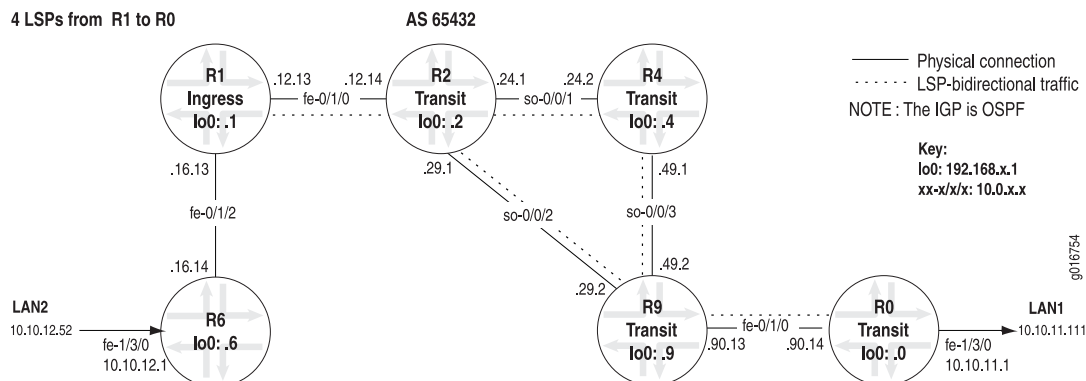 4 LSPs from R1 to R0
AS 65432
R1
Ingress
lo0: .1
.12.13
fe-0/1/0
.12.14
R2
Transit
lo0: .2
.24.1
so-0/0/1
.24.2
R4
Transit
lo0: .4
Physical connection
LSP-bidirectional traffic
NOTE : The IGP is OSPF
Key:
lo0: 192.168.x.1
xx-x/x/x: 10.0.x.x
.16.13
.29.1
.49.1
fe-0/1/2
so-0/0/2
so-0/0/3
.16.14
.29.2
.49.2
g016754
LAN2
10.10.12.52
fe-1/3/0
10.10.12.1
R6
lo0: .6
R9
Transit
lo0: .9
fe-0/1/0
.90.13
.90.14
R0
Transit
lo0: .0
LAN1
10.10.11.111
fe-1/3/0
10.10.11.1